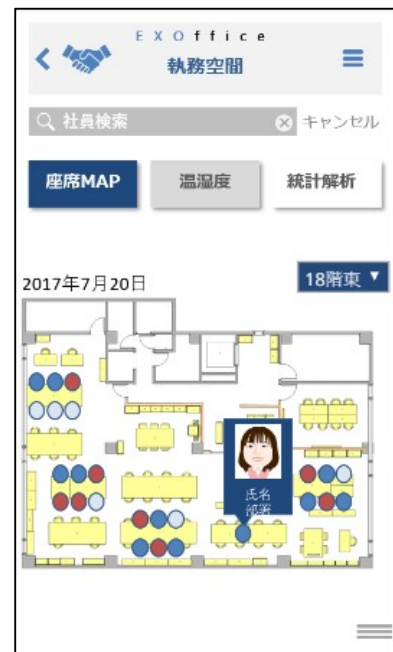 EXOffice
執務空間
社員検索
キャンセル
座席MAP
温湿度
統計解析
2017年7月20日
18階東
氏名
部署